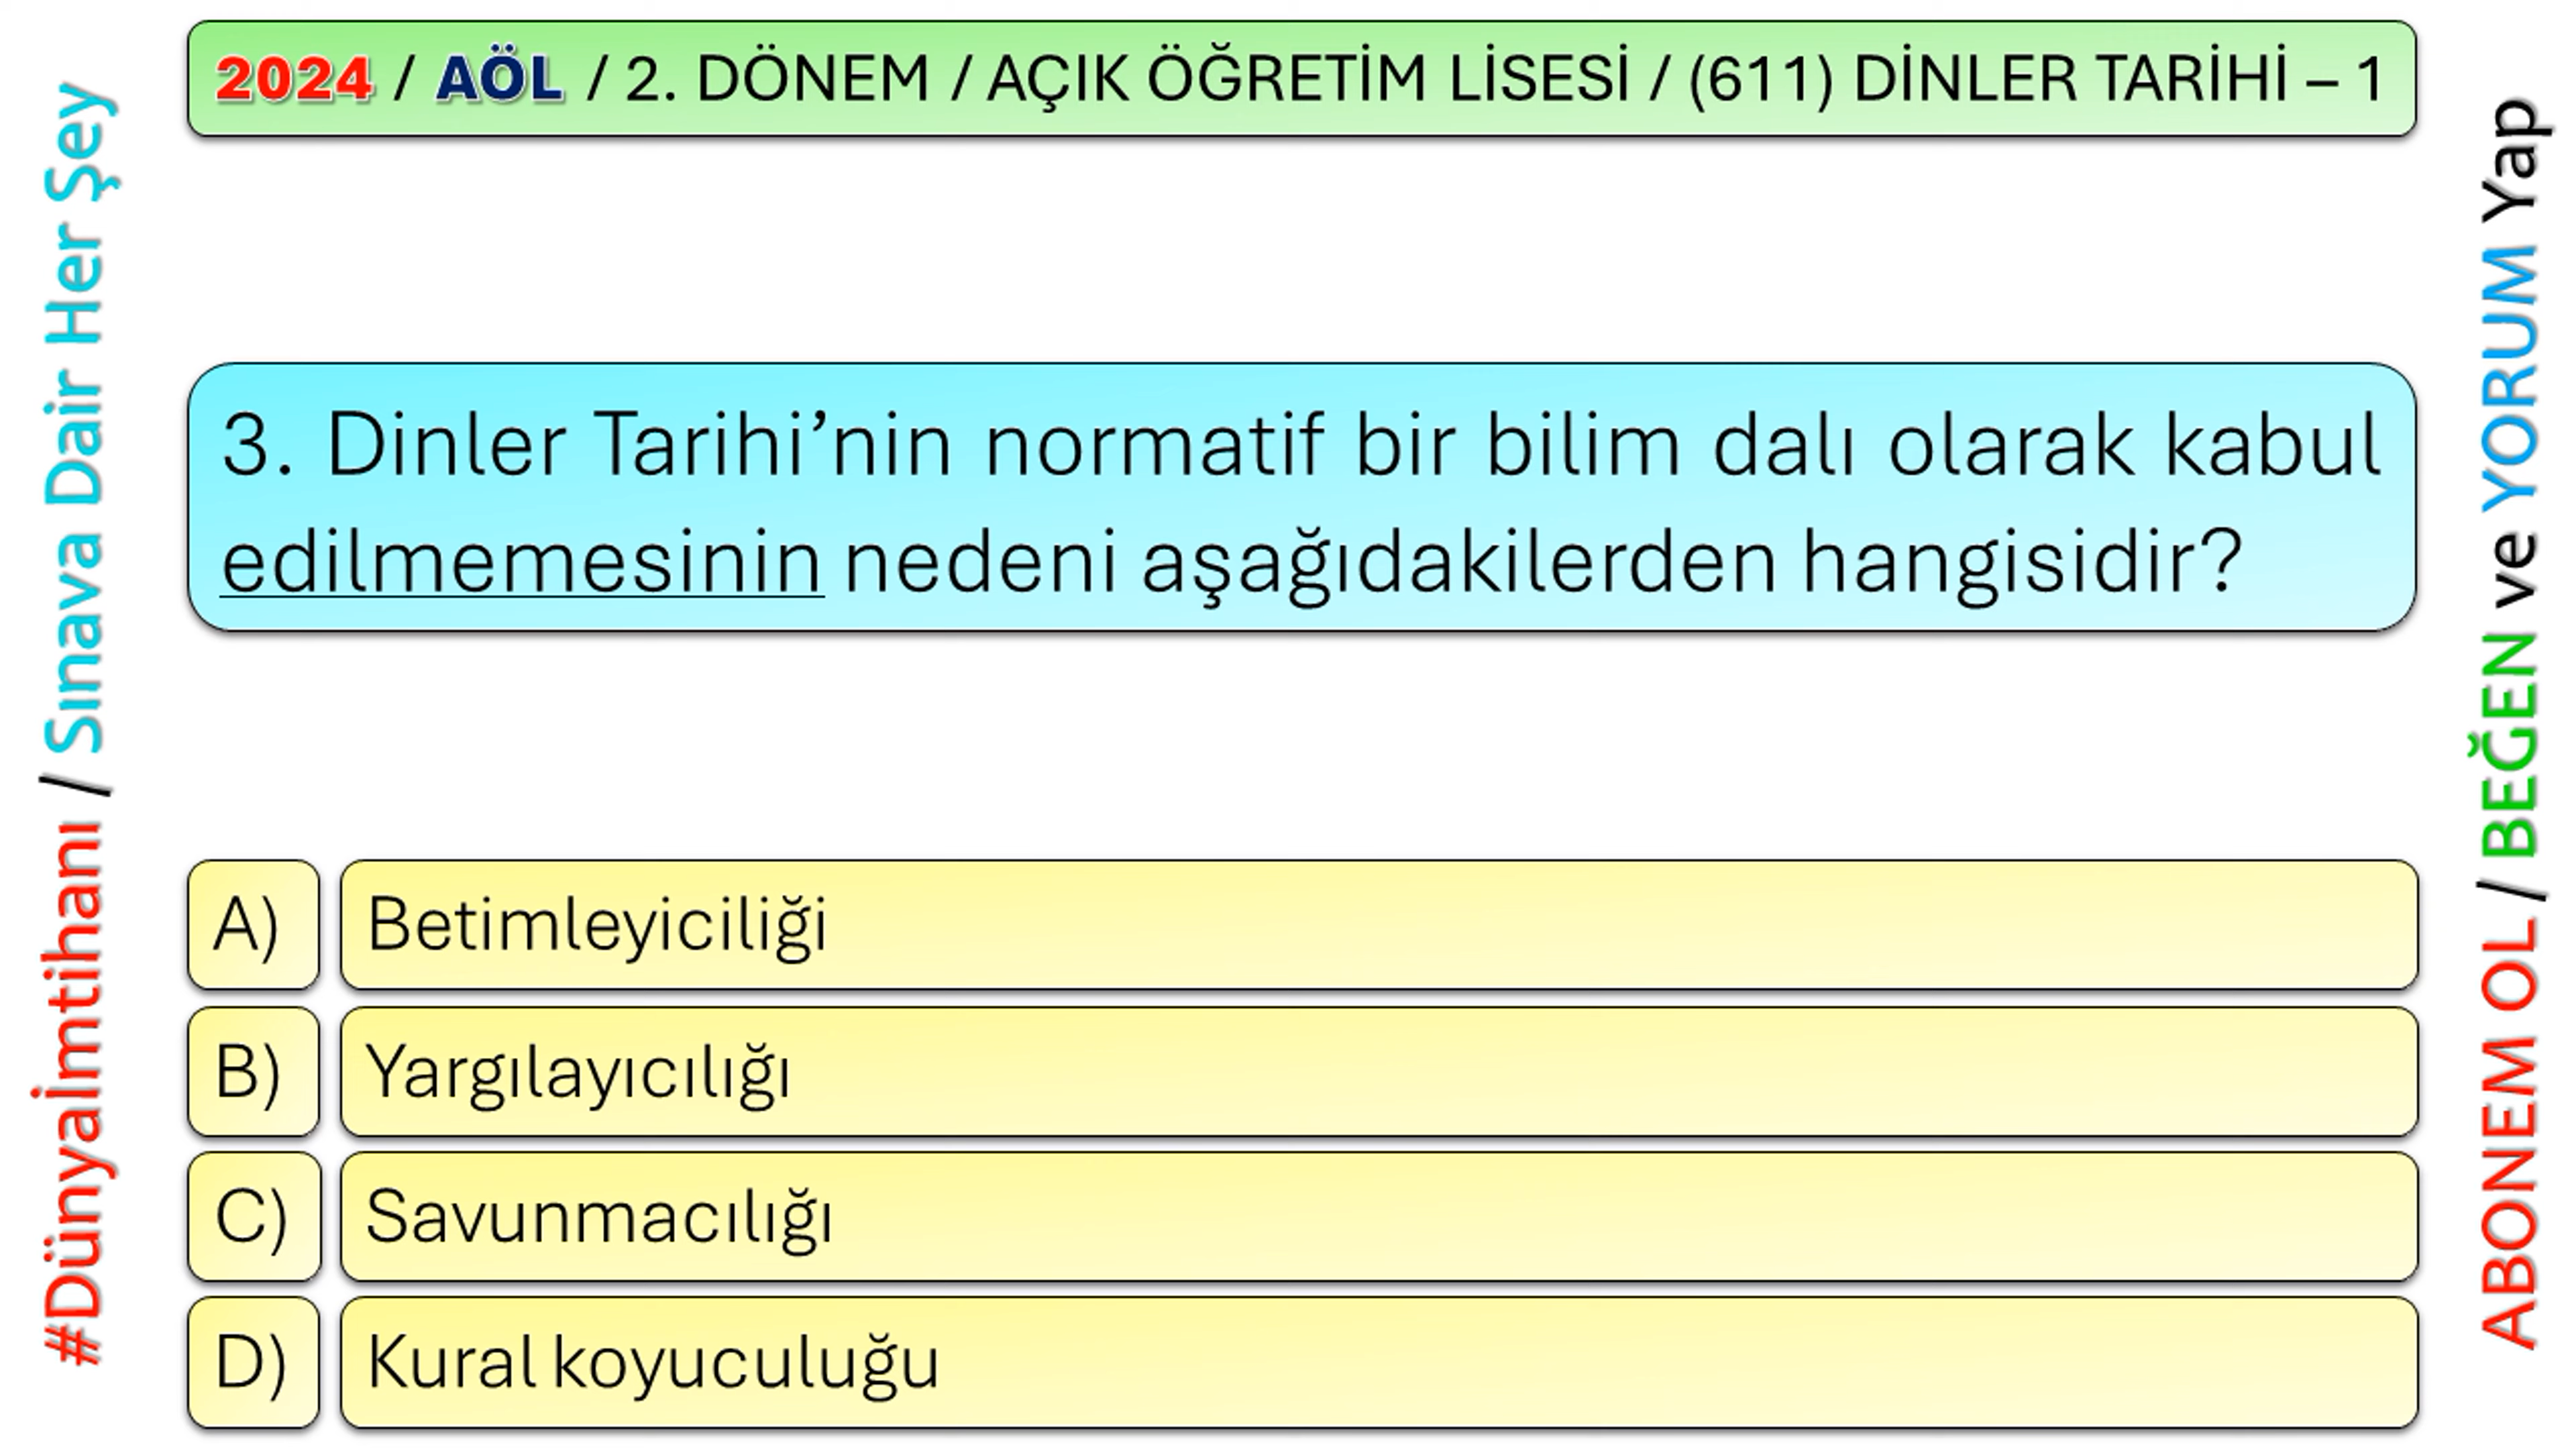 2024 / AÖL / 2. DÖNEM / AÇIK ÖĞRETİM LİSESİ / (611) DİNLER TARİHİ – 1
#Dünyaİmtihanı / Sınava Dair Her Şey
3. Dinler Tarihi’nin normatif bir bilim dalı olarak kabul
edilmemesinin nedeni aşağıdakilerden hangisidir?
A) Betimleyiciliği
B) Yargılayıcılığı
C) Savunmacılığı
D) Kural koyuculuğu
ABONEM OL / BEĞEN ve YORUM Yap